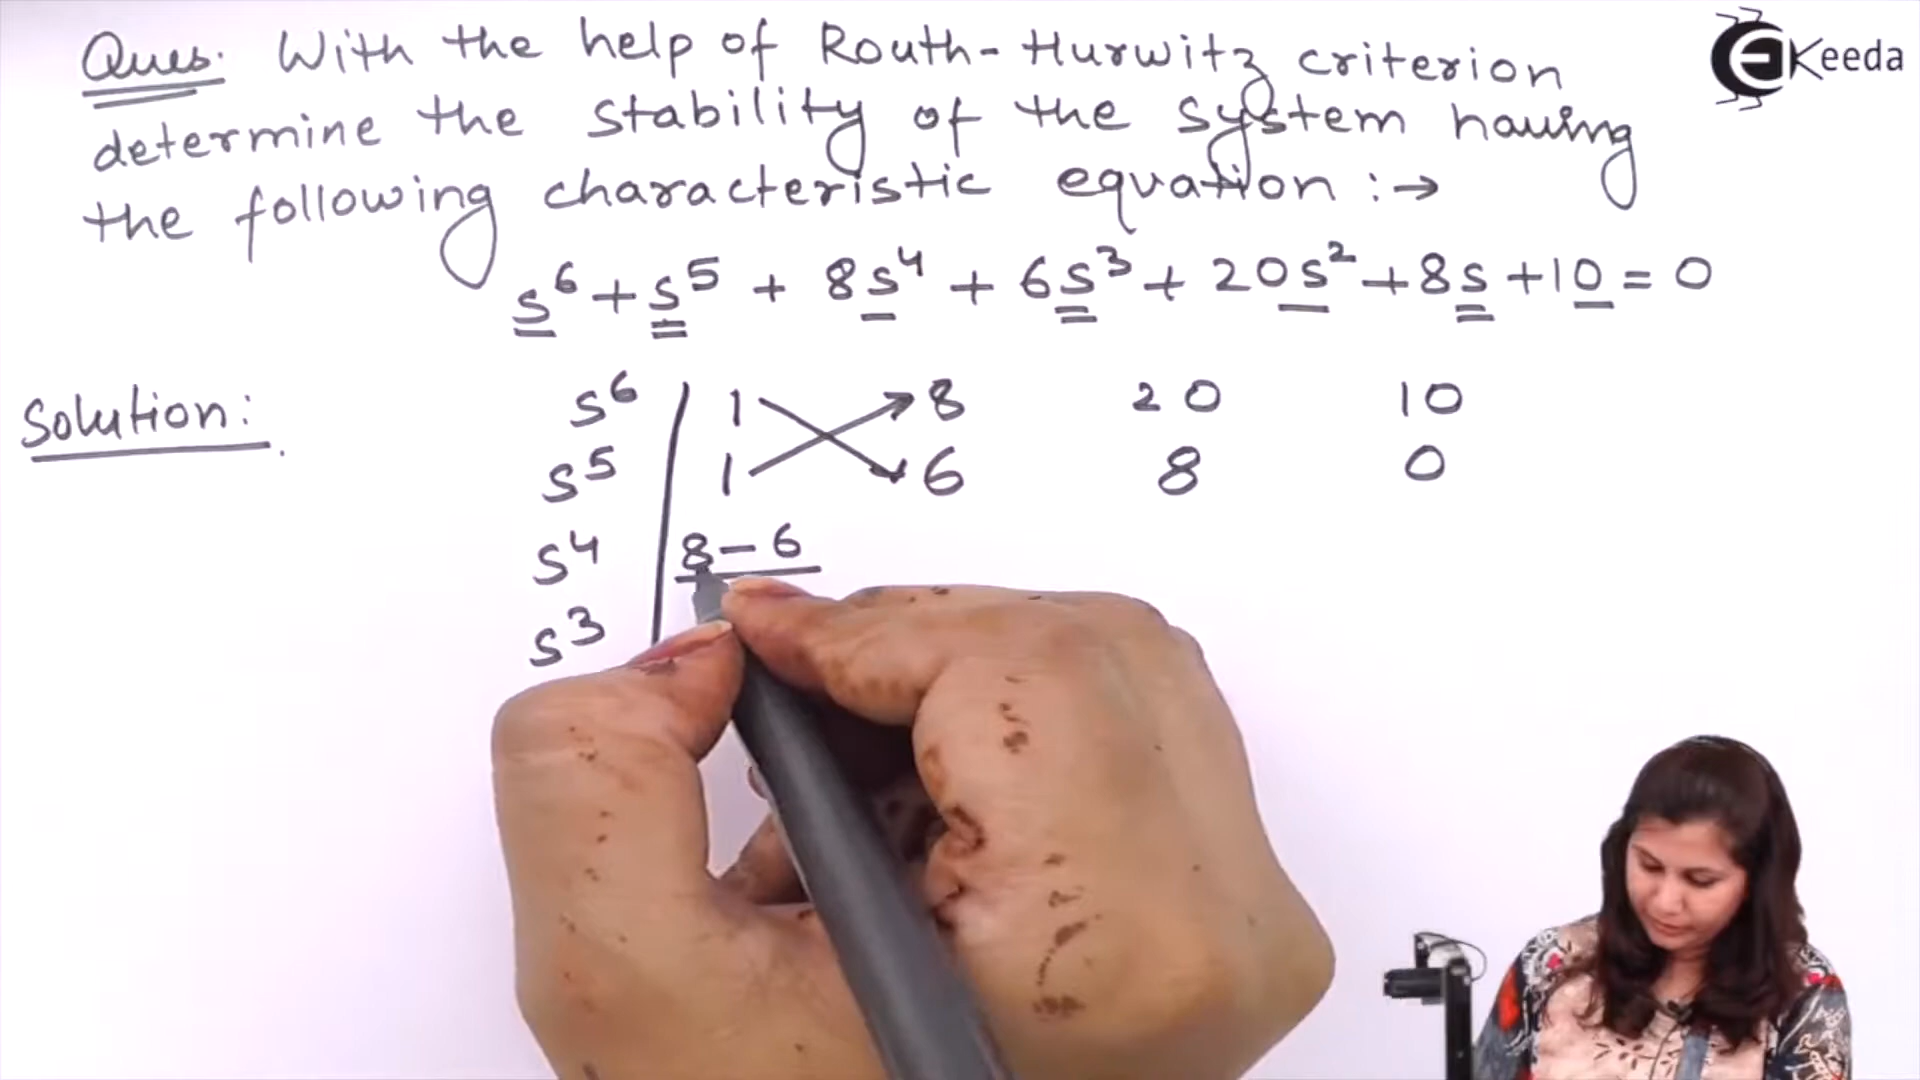 Ques. With the help of Routh-Hurwitz criterion
determine the stability of the system having
the following characteristic equation :→
s⁶ + s⁵ + 8s⁴ + 6s³ + 20s² + 8s + 10 = 0
Solution:
s⁶ | 1 8 20 10
s⁵ | 1 6 8 0
s⁴ | 8 - 6
s³ |
EKeeda